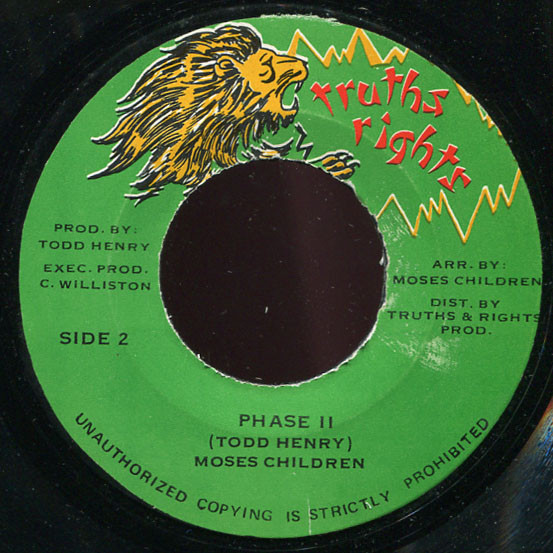 truths
rights
PROD. BY:
TODD HENRY
EXEC. PROD.
C. WILLISTON
SIDE 2
ARR. BY:
MOSES CHILDREN
DIST. BY
TRUTHS & RIGHTS
PROD.
PHASE II
(TODD HENRY)
MOSES CHILDREN
UNAUTHORIZED COPYING IS STRICTLY PROHIBITED